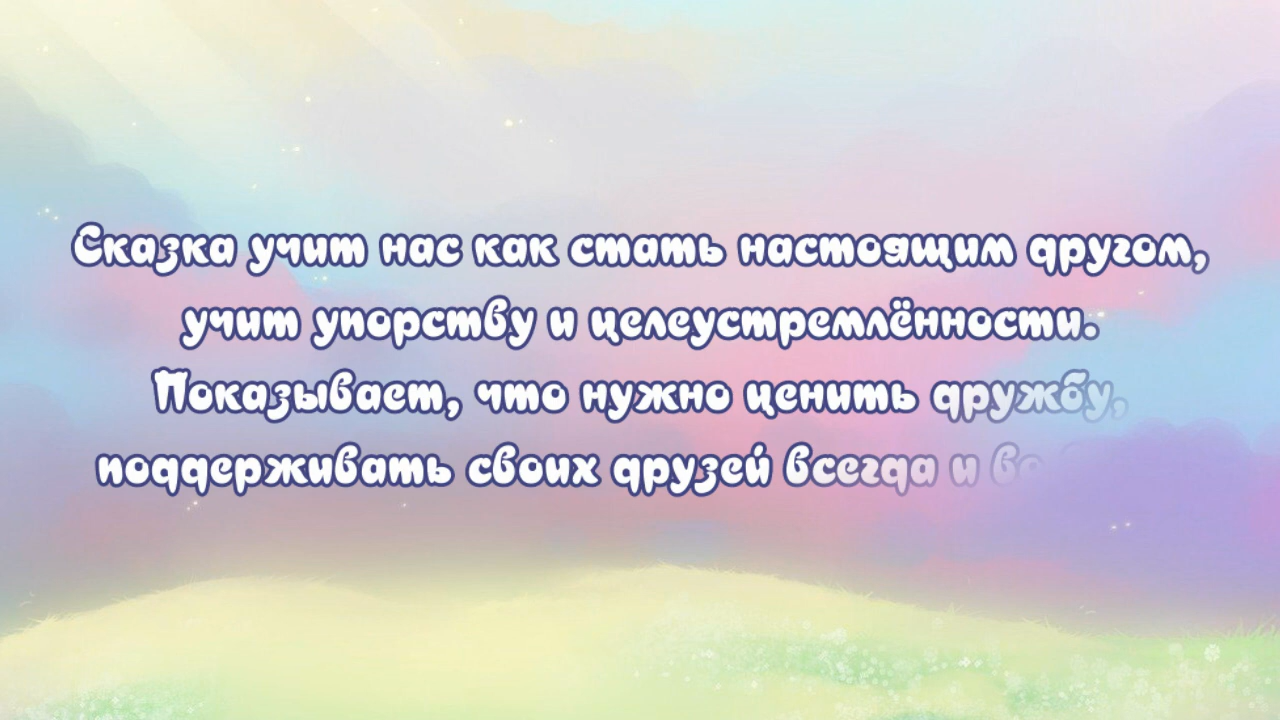 Сказка учит нас как стать настоящим другом,
учит упорству и целеустремлённости.
Показывает, что нужно ценить дружбу,
поддерживать своих друзей всегда и